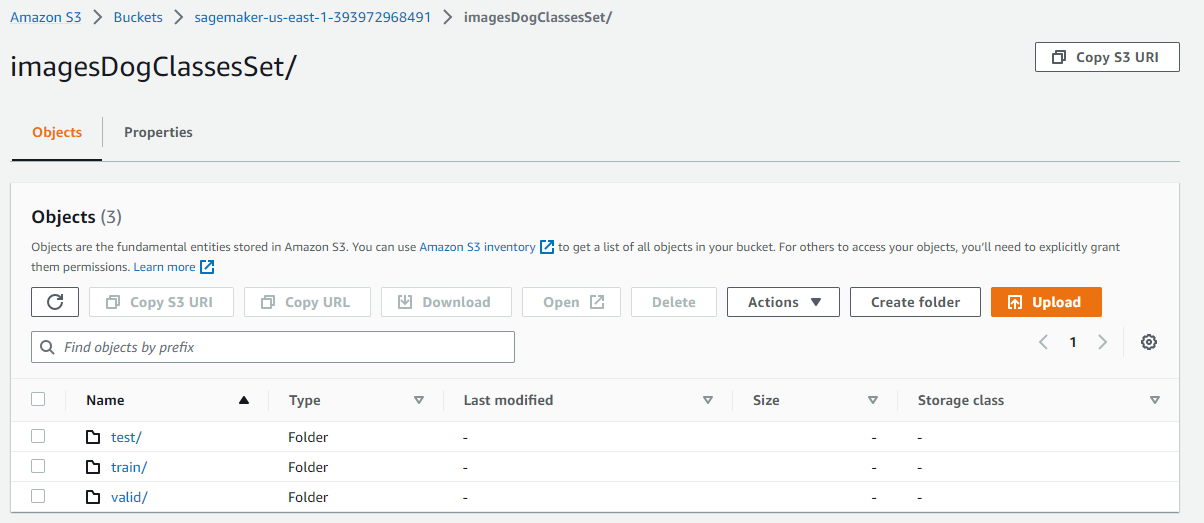 Amazon S3 > Buckets > sagemaker-us-east-1-393972968491 > imagesDogClassesSet/
imagesDogClassesSet/
Copy S3 URI
Objects
Properties
Objects (3)
Objects are the fundamental entities stored in Amazon S3. You can use Amazon S3 inventory to get a list of all objects in your bucket. For others to access your objects, you’ll need to explicitly grant
them permissions. Learn more
Copy S3 URI Copy URL Download Open Delete Actions Create folder Upload
Find objects by prefix
1
Name Type Last modified Size Storage class
test/ Folder - - -
train/ Folder - - -
valid/ Folder - - -